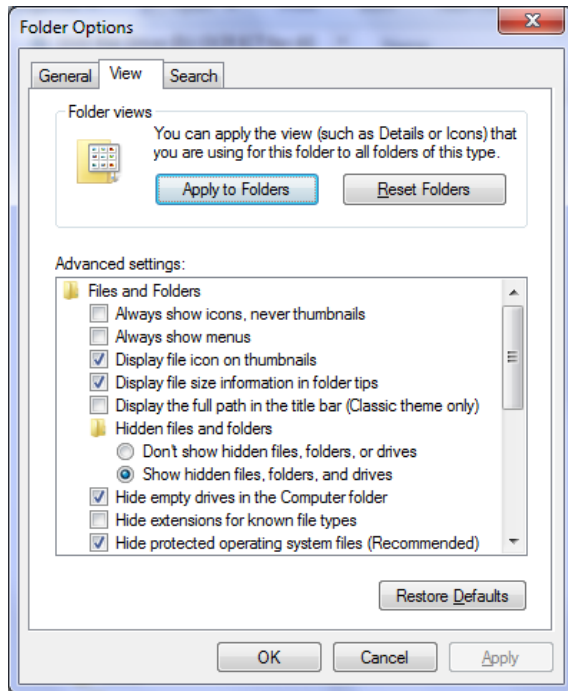 Folder Options
General View Search
Folder views
You can apply the view (such as Details or Icons) that
you are using for this folder to all folders of this type.
Apply to Folders Reset Folders
Advanced settings:
Files and Folders
Always show icons, never thumbnails
Always show menus
Display file icon on thumbnails
Display file size information in folder tips
Display the full path in the title bar (Classic theme only)
Hidden files and folders
Don't show hidden files, folders, or drives
Show hidden files, folders, and drives
Hide empty drives in the Computer folder
Hide extensions for known file types
Hide protected operating system files (Recommended)
Restore Defaults
OK Cancel Apply